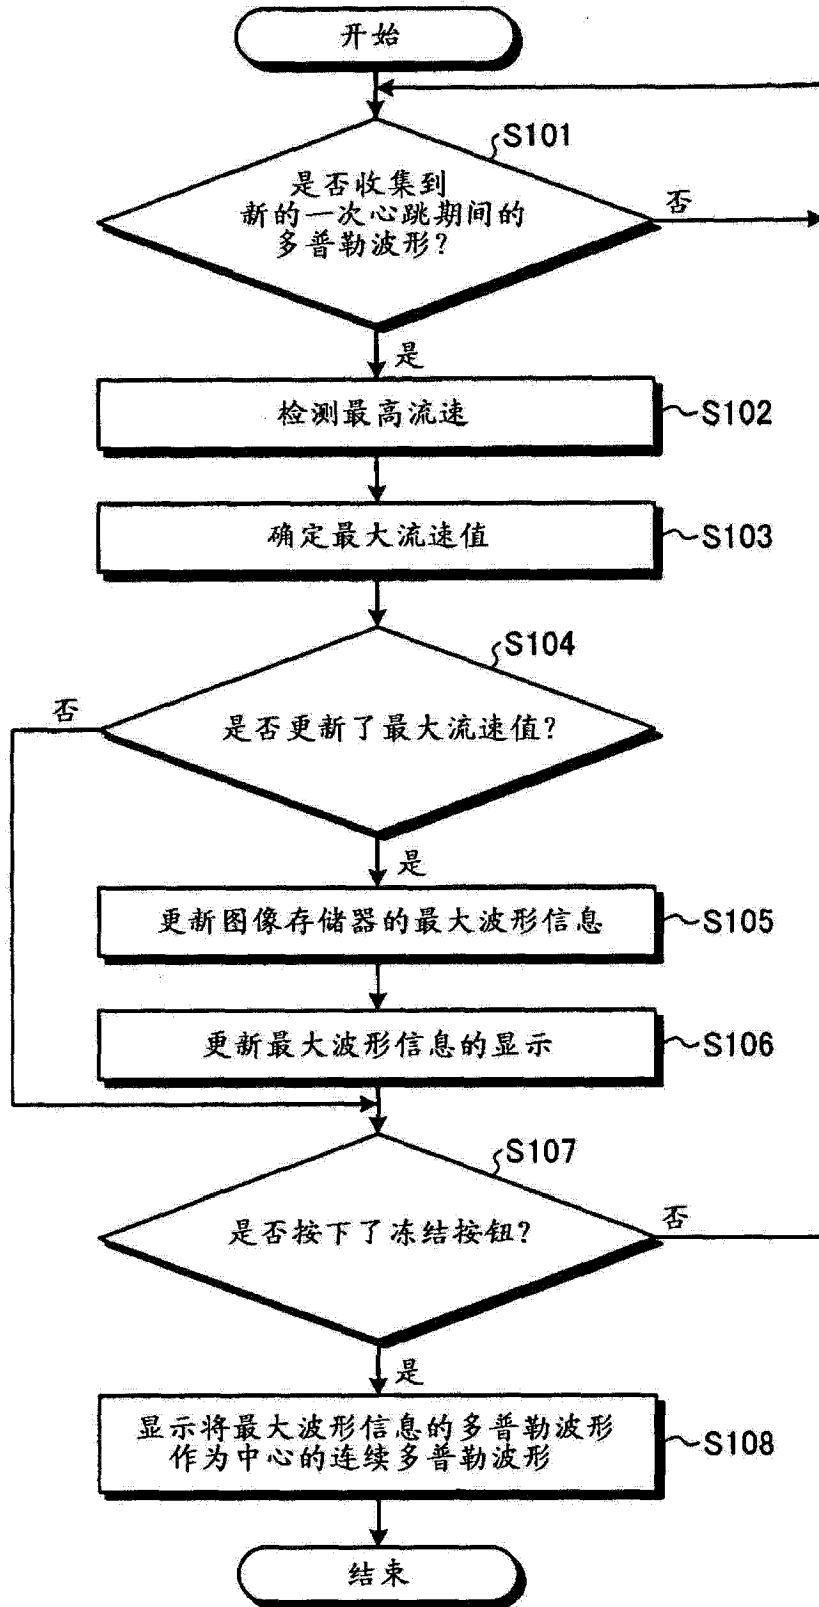 开始
S101
是否收集到
新的一次心跳期间的
多普勒波形?
否
是
检测最高流速
S102
确定最大流速值
S103
S104
否
是否更新了最大流速值?
是
更新图像存储器的最大波形信息
S105
更新最大波形信息的显示
S106
S107
是否按下了冻结按钮?
否
是
显示将最大波形信息的多普勒波形
作为中心的连续多普勒波形
S108
结束